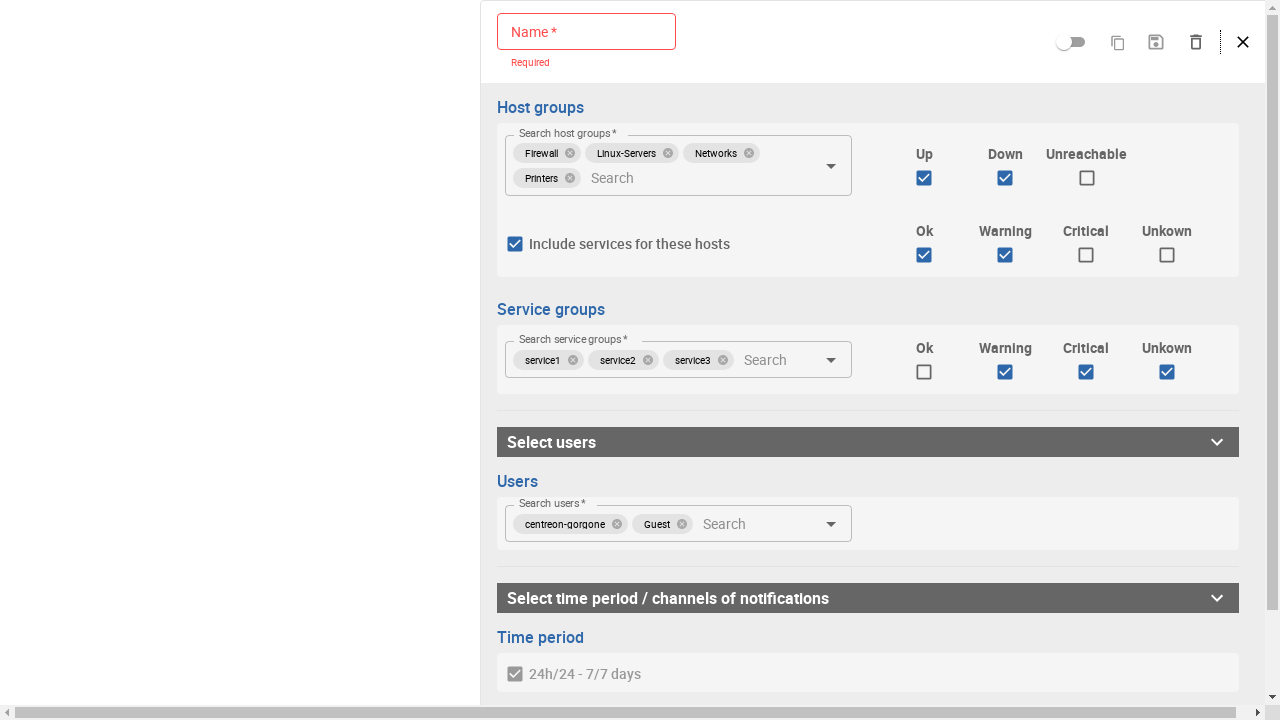 Name *
Required
Host groups
Search host groups *
Firewall
Linux-Servers
Networks
Printers
Search
Up
Down
Unreachable
Include services for these hosts
Ok
Warning
Critical
Unkown
Service groups
Search service groups *
service1
service2
service3
Search
Ok
Warning
Critical
Unkown
Select users
Users
Search users *
centreon-gorgone
Guest
Search
Select time period / channels of notifications
Time period
24h/24 - 7/7 days